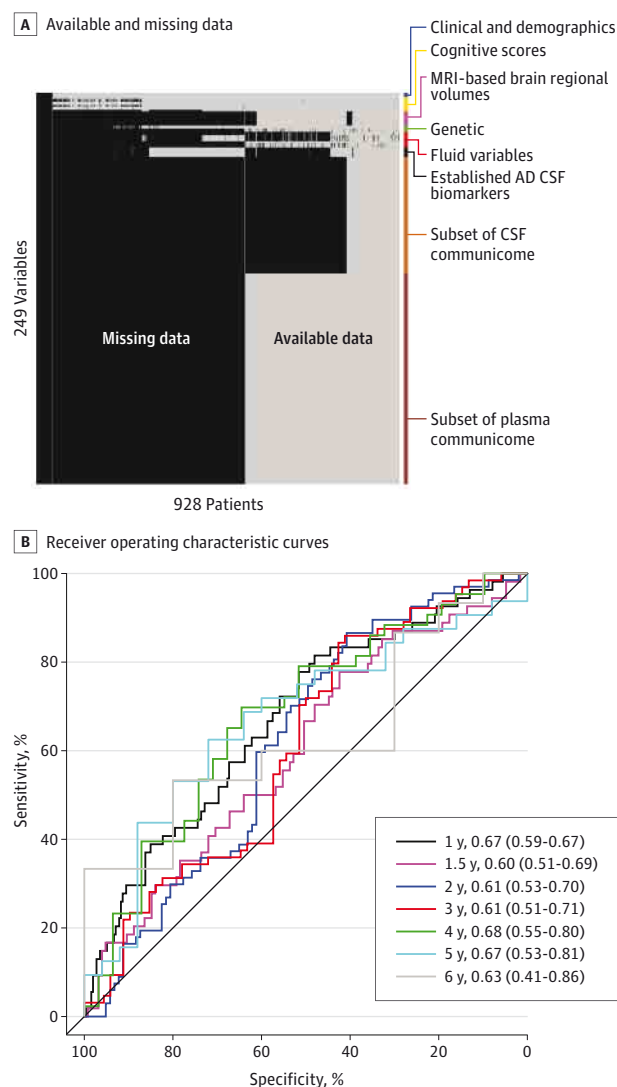 A Available and missing data
Clinical and demographics
Cognitive scores
MRI-based brain regional
volumes
Genetic
Fluid variables
Established AD CSF
biomarkers
Subset of CSF
communicome
Subset of plasma
communicome
249 Variables
Missing data
Available data
928 Patients
B Receiver operating characteristic curves
100
80
60
40
20
0
Sensitivity, %
1 y, 0.67 (0.59-0.67)
1.5 y, 0.60 (0.51-0.69)
2 y, 0.61 (0.53-0.70)
3 y, 0.61 (0.51-0.71)
4 y, 0.68 (0.55-0.80)
5 y, 0.67 (0.53-0.81)
6 y, 0.63 (0.41-0.86)
100 80 60 40 20 0
Specificity, %